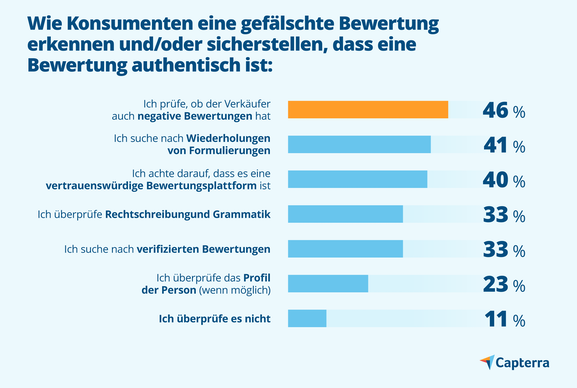 Wie Konsumenten eine gefälschte Bewertung
erkennen und/oder sicherstellen, dass eine
Bewertung authentisch ist:
Ich prüfe, ob der Verkäufer
auch negative Bewertungen hat
46 %
Ich suche nach Wiederholungen
von Formulierungen
41 %
Ich achte darauf, dass es eine
vertrauenswürdige Bewertungsplattform ist
40 %
Ich überprüfe Rechtschreibungund Grammatik
33 %
Ich suche nach verifizierten Bewertungen
33 %
Ich überprüfe das Profil
der Person (wenn möglich)
23 %
Ich überprüfe es nicht
11 %
Capterra